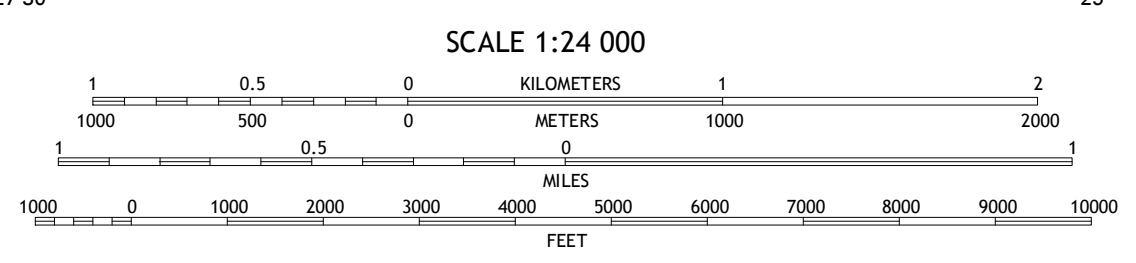 SCALE 1:24 000
1 0.5 0 KILOMETERS 1 2
1000 500 0 METERS 1000 2000
1 0.5 0 1
MILES
1000 0 1000 2000 3000 4000 5000 6000 7000 8000 9000 10000
FEET